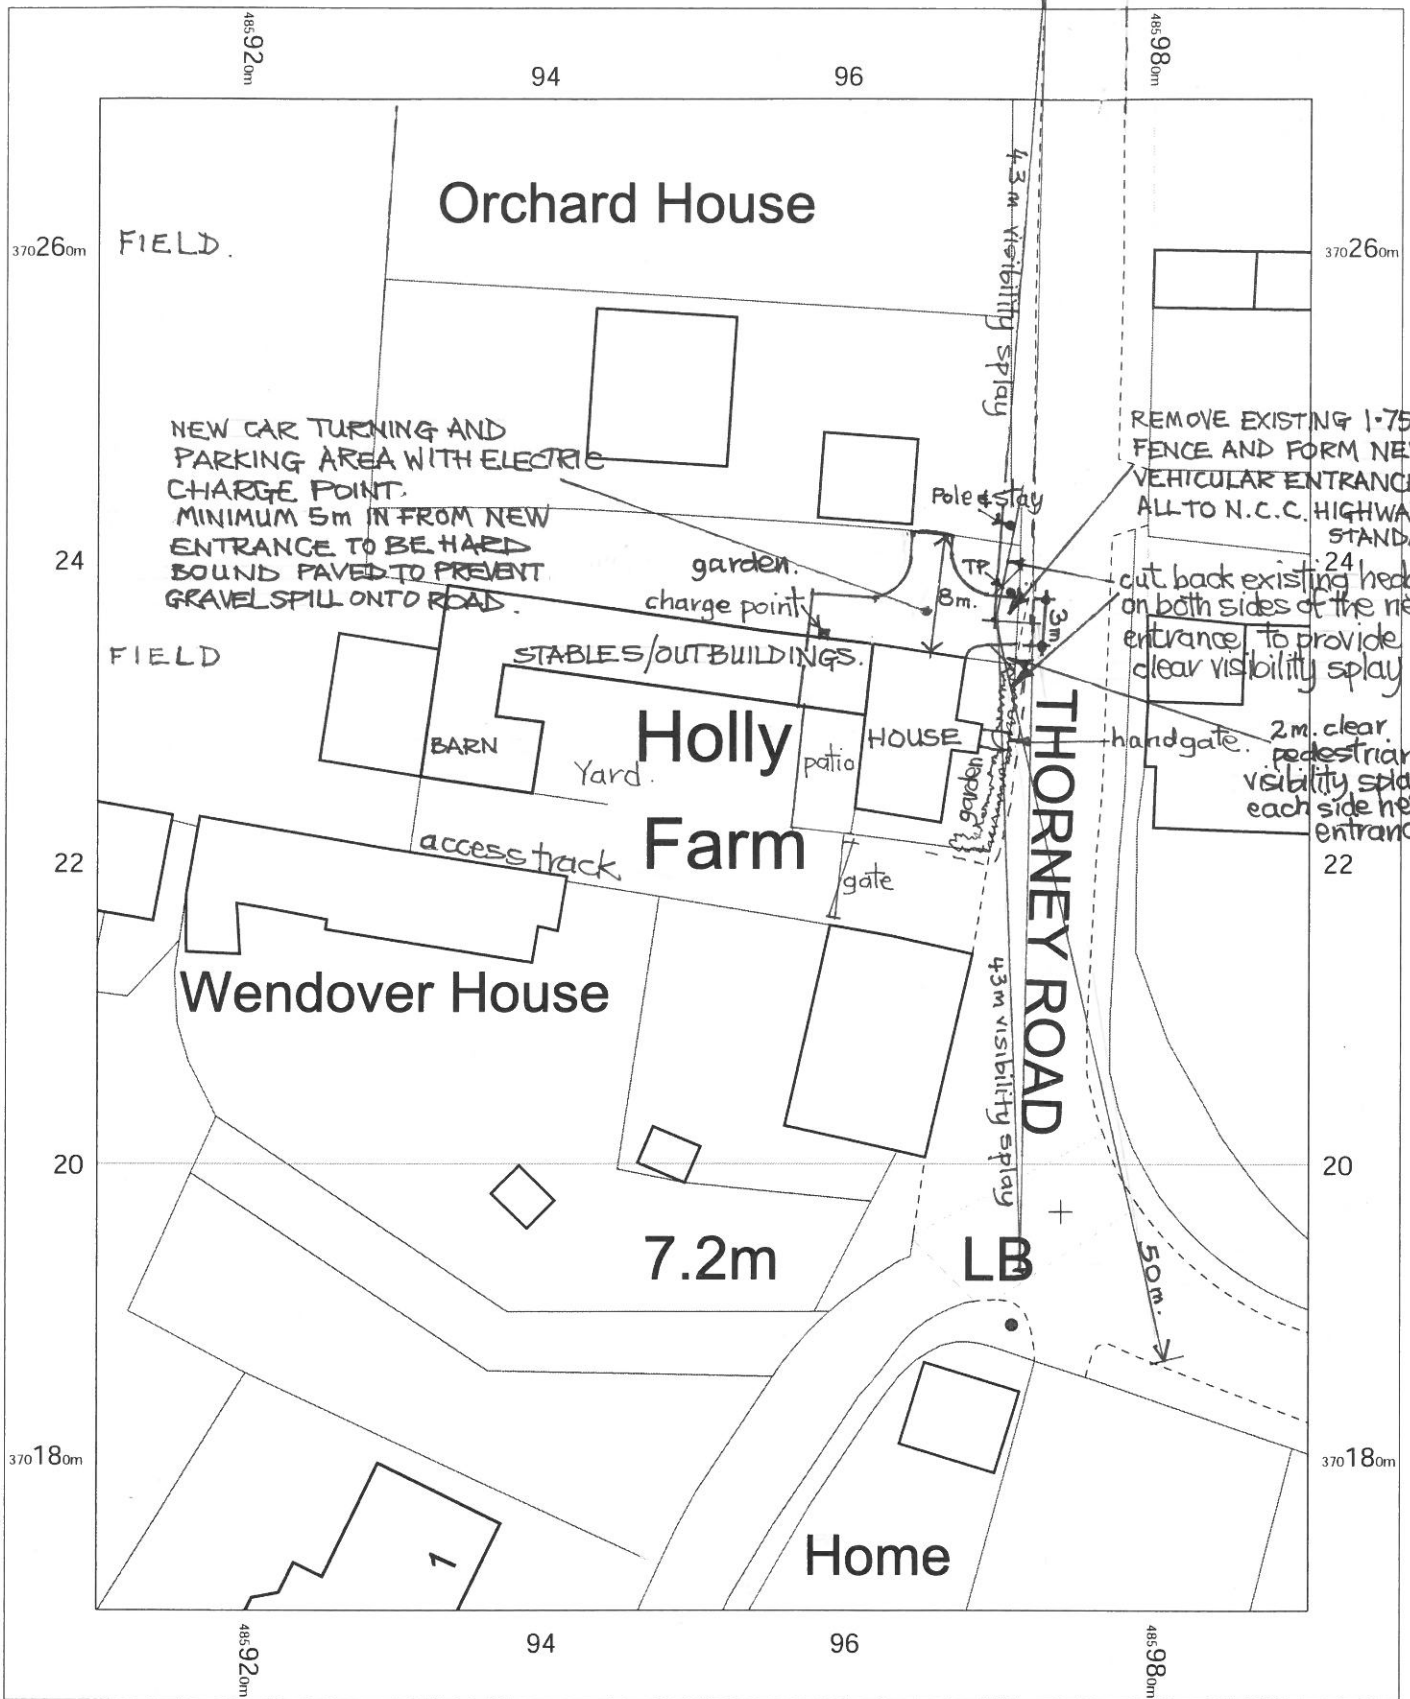 485920m
94
96
485980m
Orchard House
FIELD.
370260m
370260m
43m visibility splay
NEW CAR TURNING AND
PARKING AREA WITH ELECTRIC
CHARGE POINT.
MINIMUM 5m IN FROM NEW
ENTRANCE TO BE HARD
BOUND PAVED TO PREVENT
GRAVEL SPILL ONTO ROAD.
REMOVE EXISTING 1.75
FENCE AND FORM NE
VEHICULAR ENTRANCE
ALL TO N.C.C. HIGHWA
STANDA
Pole & stay
24
24
garden.
TP
8m.
3m
charge point
cut back existing hed
on both sides of the ne
entrance to provide
clear visibility splay
FIELD
STABLES/OUTBUILDINGS.
BARN
Holly
Farm
HOUSE
patio
Yard.
garden
handgate.
2m. clear
pedestrian
visibility spla
each side ne
entranc
THORNEY ROAD
22
22
access track
gate
Wendover House
43m visibility splay
20
20
7.2m
LB
50m.
370180m
370180m
1
Home
485920m
94
96
485980m